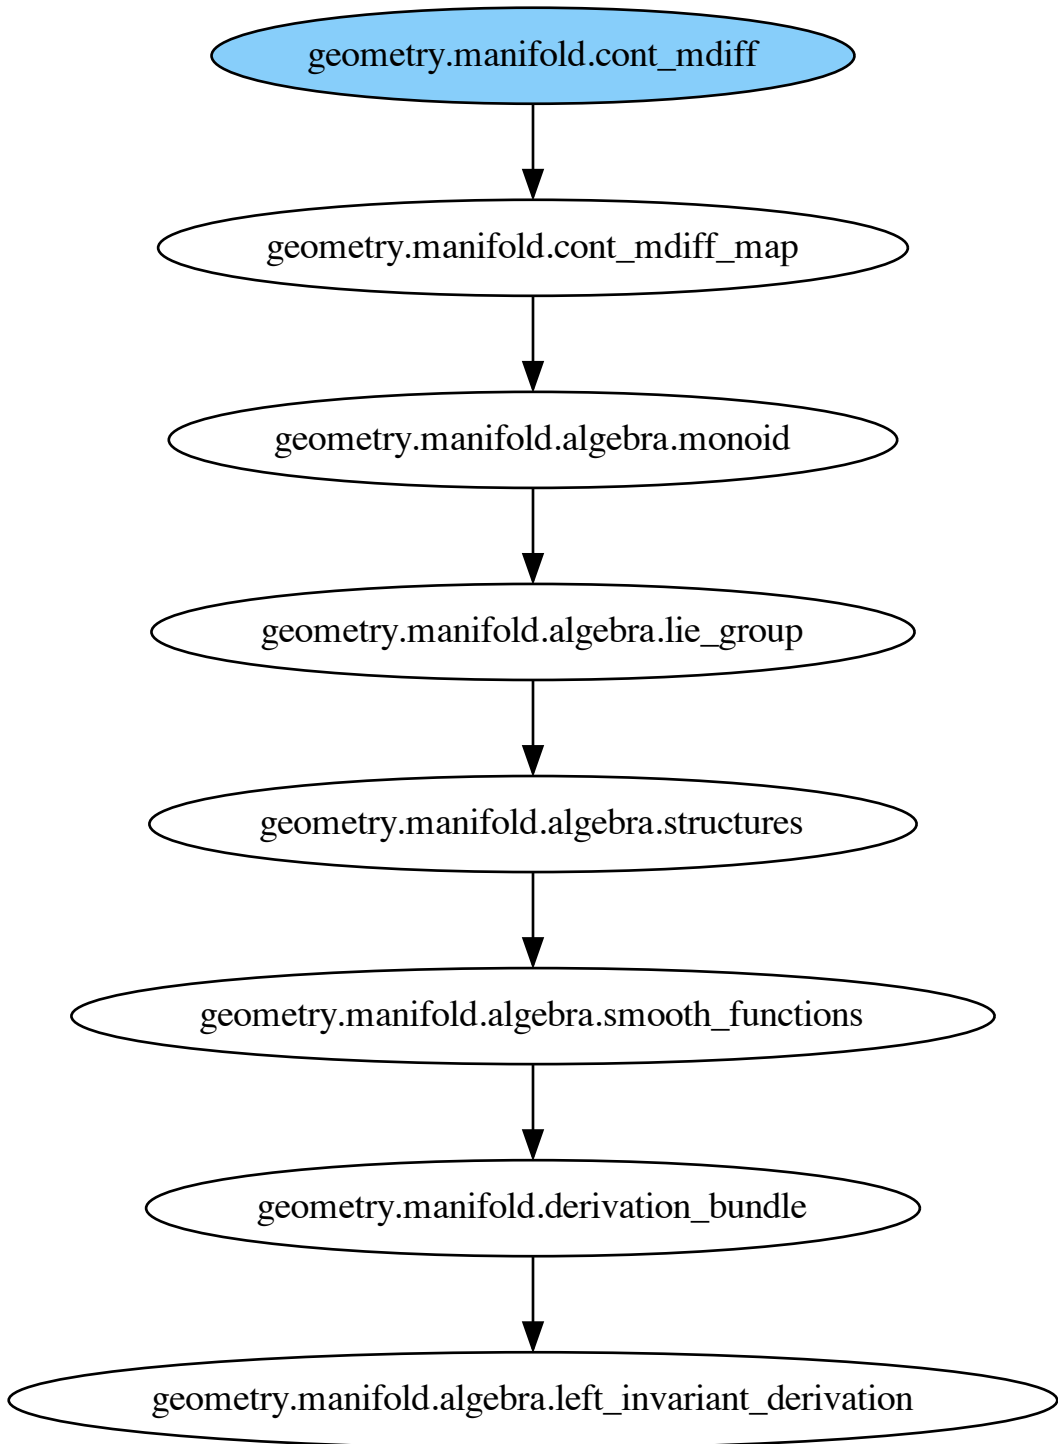 geometry.manifold.cont_mdiff
geometry.manifold.cont_mdiff_map
geometry.manifold.algebra.monoid
geometry.manifold.algebra.lie_group
geometry.manifold.algebra.structures
geometry.manifold.algebra.smooth_functions
geometry.manifold.derivation_bundle
geometry.manifold.algebra.left_invariant_derivation